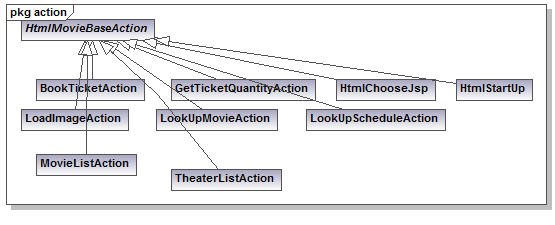 pkg action
HtmlMovieBaseAction
BookTicketAction GetTicketQuantityAction HtmlChooseJsp HtmlStartUp
LoadImageAction LookUpMovieAction LookUpScheduleAction
MovieListAction
TheaterListAction